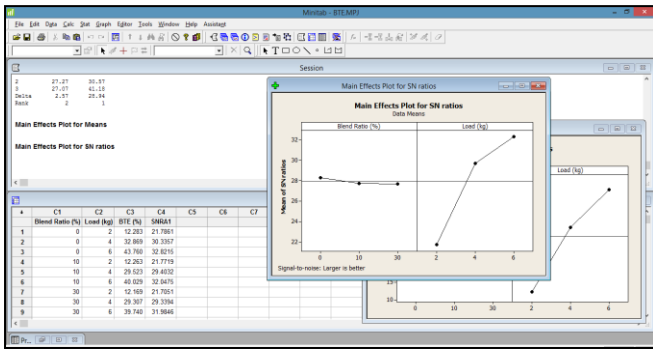 Minitab - BTE.MPJ
File Edit Data Calc Stat Graph Editor Tools Window Help Assistant
Session
2 27.27 30.57
3 27.07 41.18
Delta 2.57 28.94
Rank 2 1
Main Effects Plot for Means
Main Effects Plot for SN ratios
Main Effects Plot for SN ratios
Main Effects Plot for SN ratios
Data Means
Blend Ratio (%) Load (kg)
Mean of SN ratios
32
30
28
26
24
22
0 10 30 2 4 6
Signal-to-noise: Larger is better
Load (kg)
15
10
0 10 30 2 4 6
C1 C2 C3 C4 C5 C6 C7
Blend Ratio (%) Load (kg) BTE (%) SNRA1
1 0 2 12.283 21.7861
2 0 4 32.869 30.3357
3 0 6 43.760 32.8215
4 10 2 12.263 21.7719
5 10 4 29.523 29.4032
6 10 6 40.029 32.0475
7 30 2 12.169 21.7051
8 30 4 29.307 29.3394
9 30 6 39.740 31.9846
Pr...